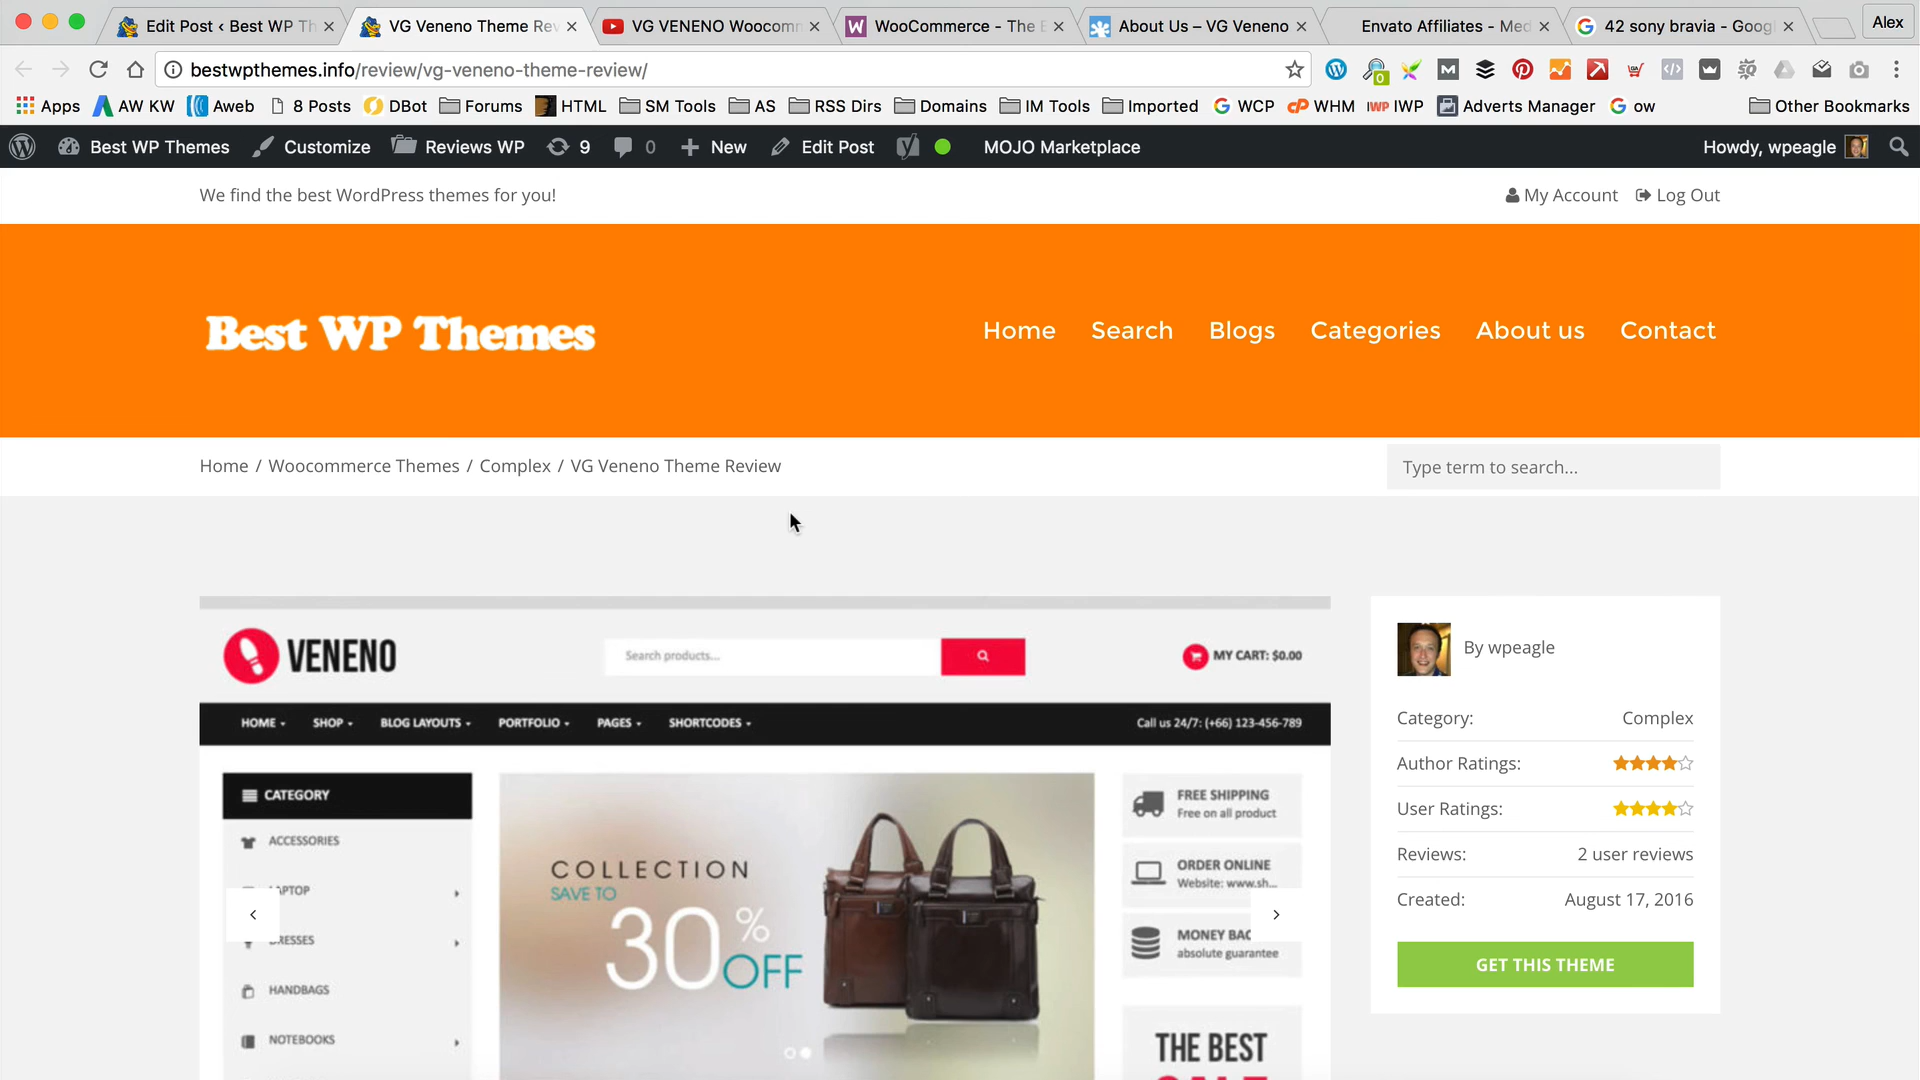 Edit Post ‹ Best WP Th
VG Veneno Theme Rev
VG VENENO Woocomm
WooCommerce - The E
About Us – VG Veneno
Envato Affiliates - Med
42 sony bravia - Goog
Alex
bestwpthemes.info/review/vg-veneno-theme-review/
Apps
AW KW
Aweb
8 Posts
DBot
Forums
HTML
SM Tools
AS
RSS Dirs
Domains
IM Tools
Imported
WCP
WHM
IWP
Adverts Manager
ow
Other Bookmarks
Best WP Themes
Customize
Reviews WP
9
0
New
Edit Post
MOJO Marketplace
Howdy, wpeagle
We find the best WordPress themes for you!
My Account
Log Out
Best WP Themes
Home
Search
Blogs
Categories
About us
Contact
Home / Woocommerce Themes / Complex / VG Veneno Theme Review
Type term to search...
VENENO
Search products...
MY CART: $0.00
HOME
SHOP
BLOG LAYOUTS
PORTFOLIO
PAGES
SHORTCODES
Call us 24/7: (+66) 123-456-789
CATEGORY
ACCESSORIES
LAPTOP
DRESSES
HANDBAGS
NOTEBOOKS
COLLECTION
SAVE TO
30% OFF
FREE SHIPPING
Free on all product
ORDER ONLINE
Website: www.sh...
MONEY BAC
absolute guarantee
THE BEST
By wpeagle
Category: Complex
Author Ratings:
User Ratings:
Reviews: 2 user reviews
Created: August 17, 2016
GET THIS THEME